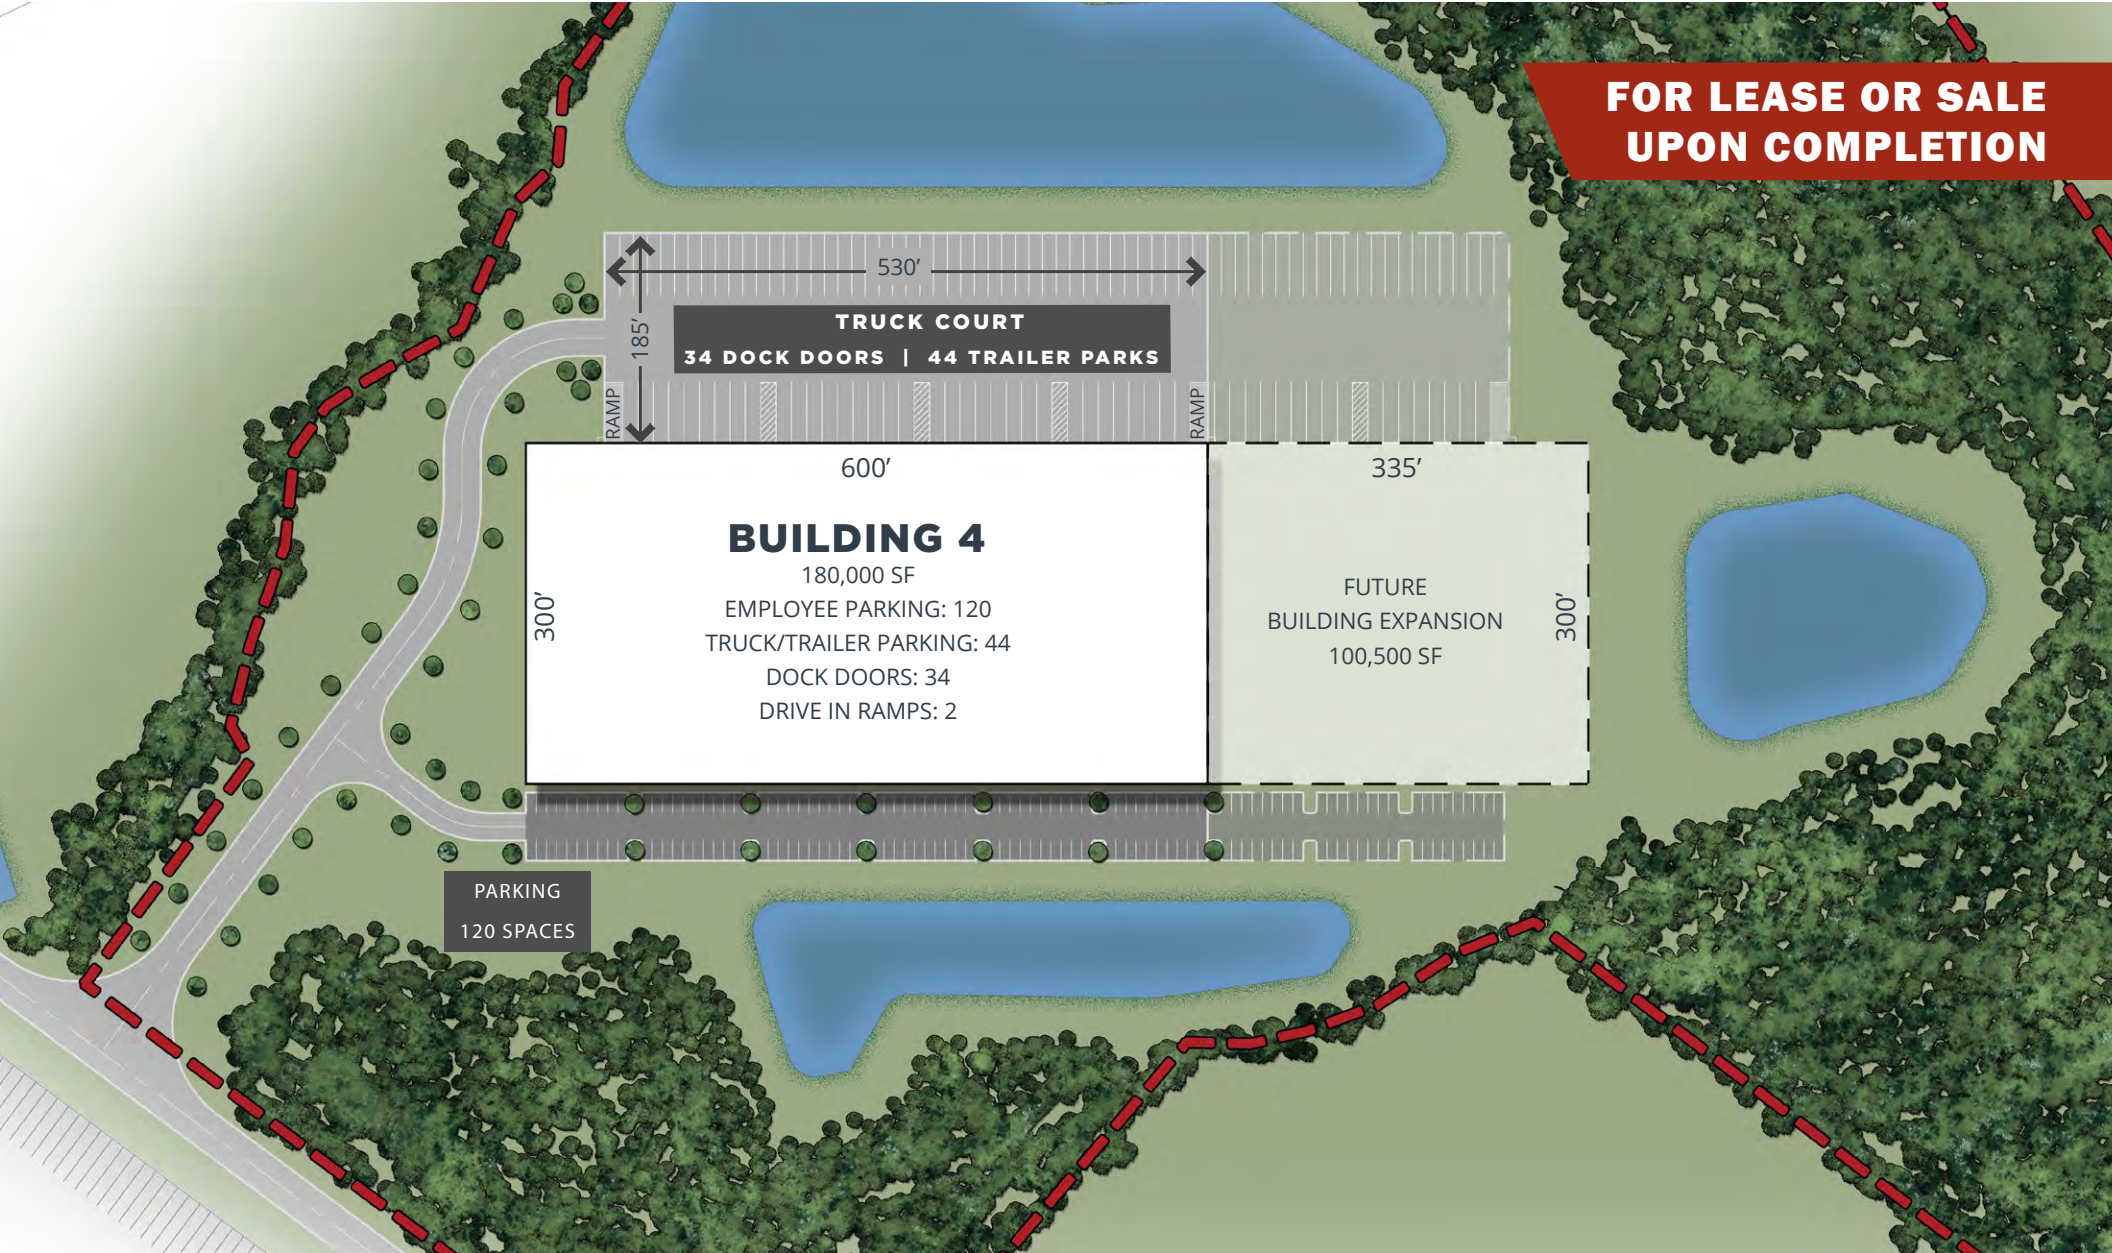 FOR LEASE OR SALE
UPON COMPLETION
530’
185’
TRUCK COURT
34 DOCK DOORS | 44 TRAILER PARKS
RAMP
RAMP
600’
335’
BUILDING 4
180,000 SF
EMPLOYEE PARKING: 120
TRUCK/TRAILER PARKING: 44
DOCK DOORS: 34
DRIVE IN RAMPS: 2
300’
FUTURE
BUILDING EXPANSION
100,500 SF
300’
PARKING
120 SPACES